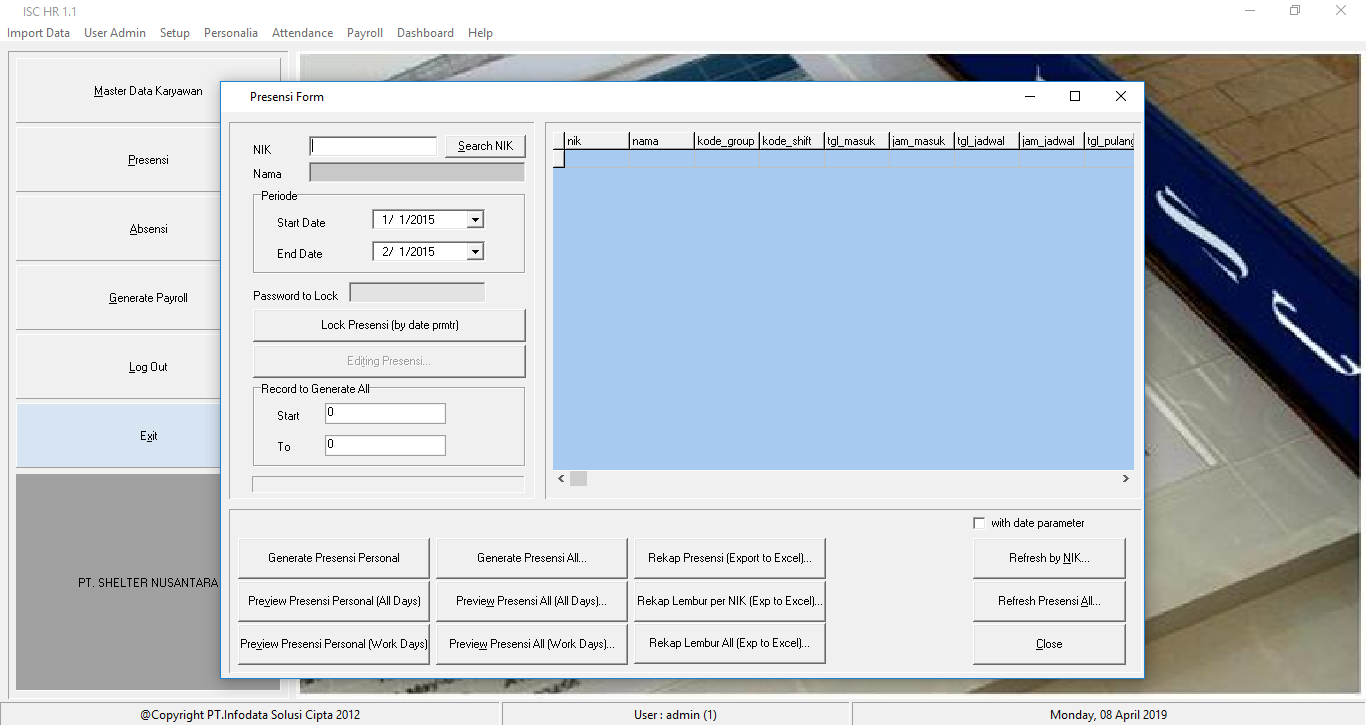 ISC HR 1.1
Import Data User Admin Setup Personalia Attendance Payroll Dashboard Help
Master Data Karyawan
Presensi
Absensi
Generate Payroll
Log Out
Exit
PT. SHELTER NUSANTARA
Presensi Form
NIK Search NIK
Nama
Periode
Start Date 1/ 1/2015
End Date 2/ 1/2015
Password to Lock
Lock Presensi (by date prmtr)
Editing Presensi...
Record to Generate All
Start 0
To 0
nik nama kode_group kode_shift tgl_masuk jam_masuk tgl_jadwal jam_jadwal tgl_pulang
with date parameter
Generate Presensi Personal Generate Presensi All... Rekap Presensi (Export to Excel)... Refresh by NIK...
Preview Presensi Personal (All Days) Preview Presensi All (All Days)... Rekap Lembur per NIK (Exp to Excel)... Refresh Presensi All...
Preview Presensi Personal (Work Days) Preview Presensi All (Work Days)... Rekap Lembur All (Exp to Excel)... Close
@Copyright PT.Infodata Solusi Cipta 2012 User : admin (1) Monday, 08 April 2019